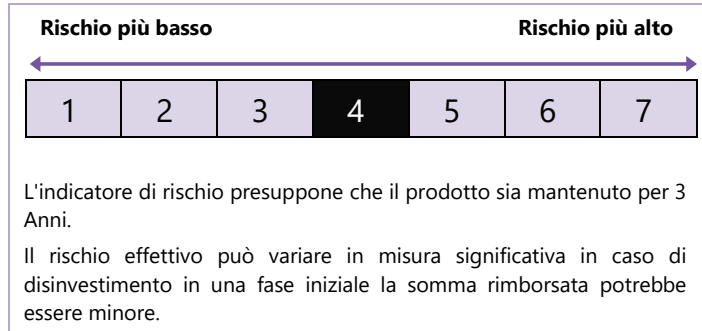 Rischio più basso Rischio più alto
1 2 3 4 5 6 7
L'indicatore di rischio presuppone che il prodotto sia mantenuto per 3
Anni.
Il rischio effettivo può variare in misura significativa in caso di
disinvestimento in una fase iniziale la somma rimborsata potrebbe
essere minore.